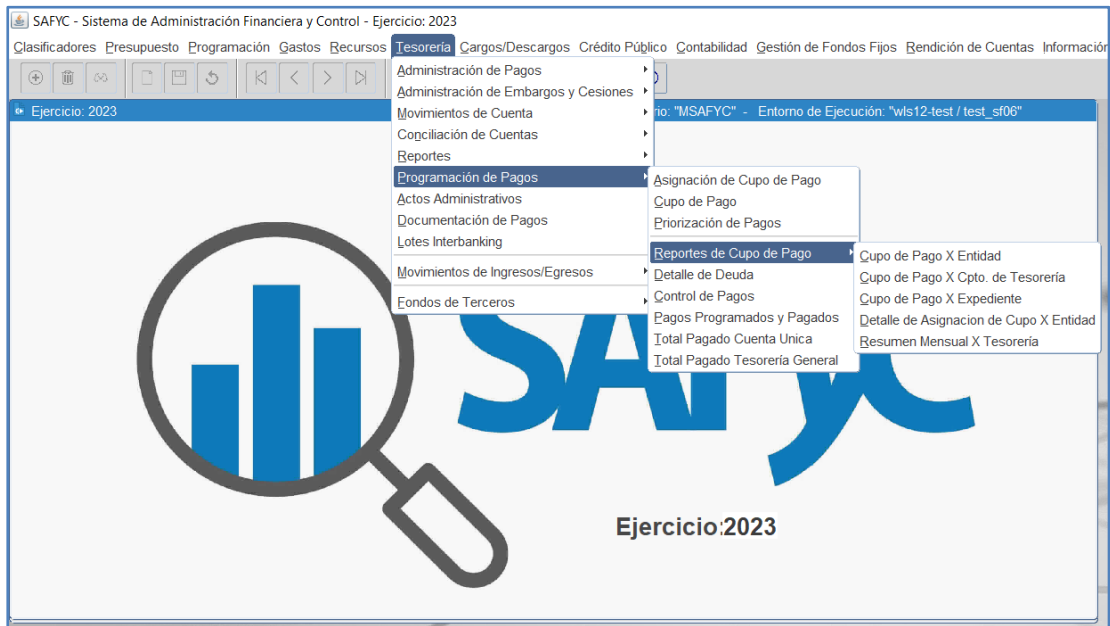 SAFYC - Sistema de Administración Financiera y Control - Ejercicio: 2023
Clasificadores Presupuesto Programación Gastos Recursos Tesorería Cargos/Descargos Crédito Público Contabilidad Gestión de Fondos Fijos Rendición de Cuentas Información
Ejercicio: 2023
"MSAFYC" - Entorno de Ejecución: "wls12-test / test_sf06"
Administración de Pagos
Administración de Embargos y Cesiones
Movimientos de Cuenta
Conciliación de Cuentas
Reportes
Programación de Pagos
Actos Administrativos
Documentación de Pagos
Lotes Interbanking
Movimientos de Ingresos/Egresos
Fondos de Terceros
Asignación de Cupo de Pago
Cupo de Pago
Priorización de Pagos
Reportes de Cupo de Pago
Detalle de Deuda
Control de Pagos
Pagos Programados y Pagados
Total Pagado Cuenta Unica
Total Pagado Tesorería General
Cupo de Pago X Entidad
Cupo de Pago X Cpto. de Tesorería
Cupo de Pago X Expediente
Detalle de Asignacion de Cupo X Entidad
Resumen Mensual X Tesorería
SAFyC
Ejercicio:2023